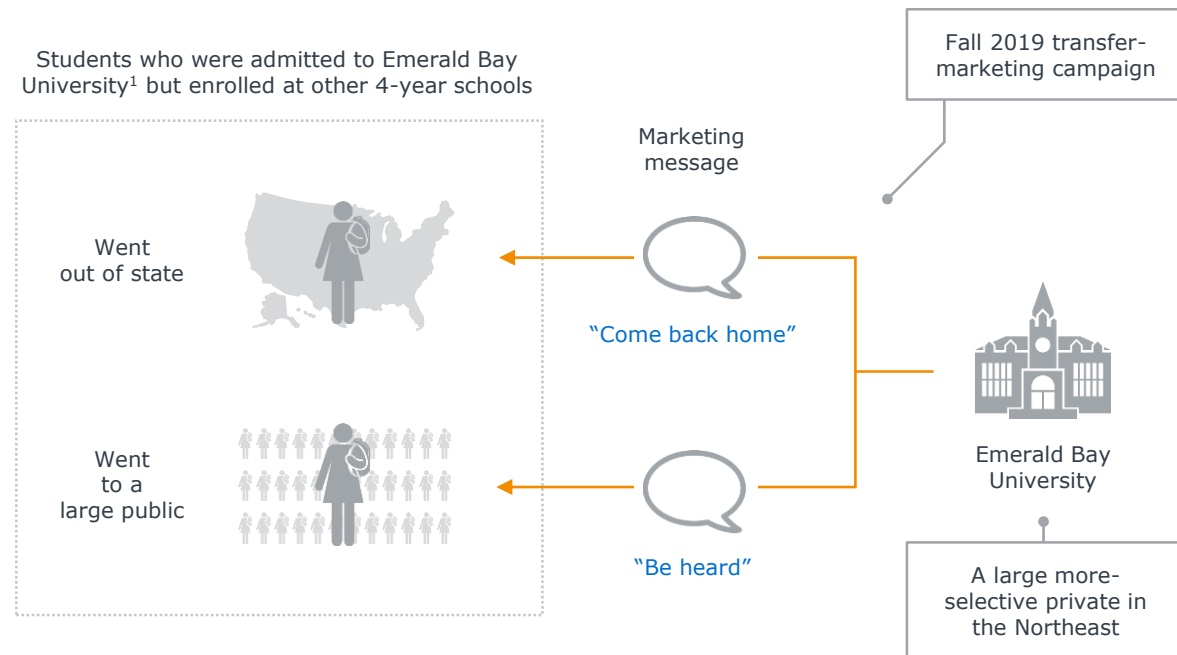 Students who were admitted to Emerald Bay
University¹ but enrolled at other 4-year schools
Fall 2019 transfer-
marketing campaign
Marketing
message
Went
out of state
“Come back home”
Went
to a
large public
“Be heard”
Emerald Bay
University
A large more-
selective private in
the Northeast